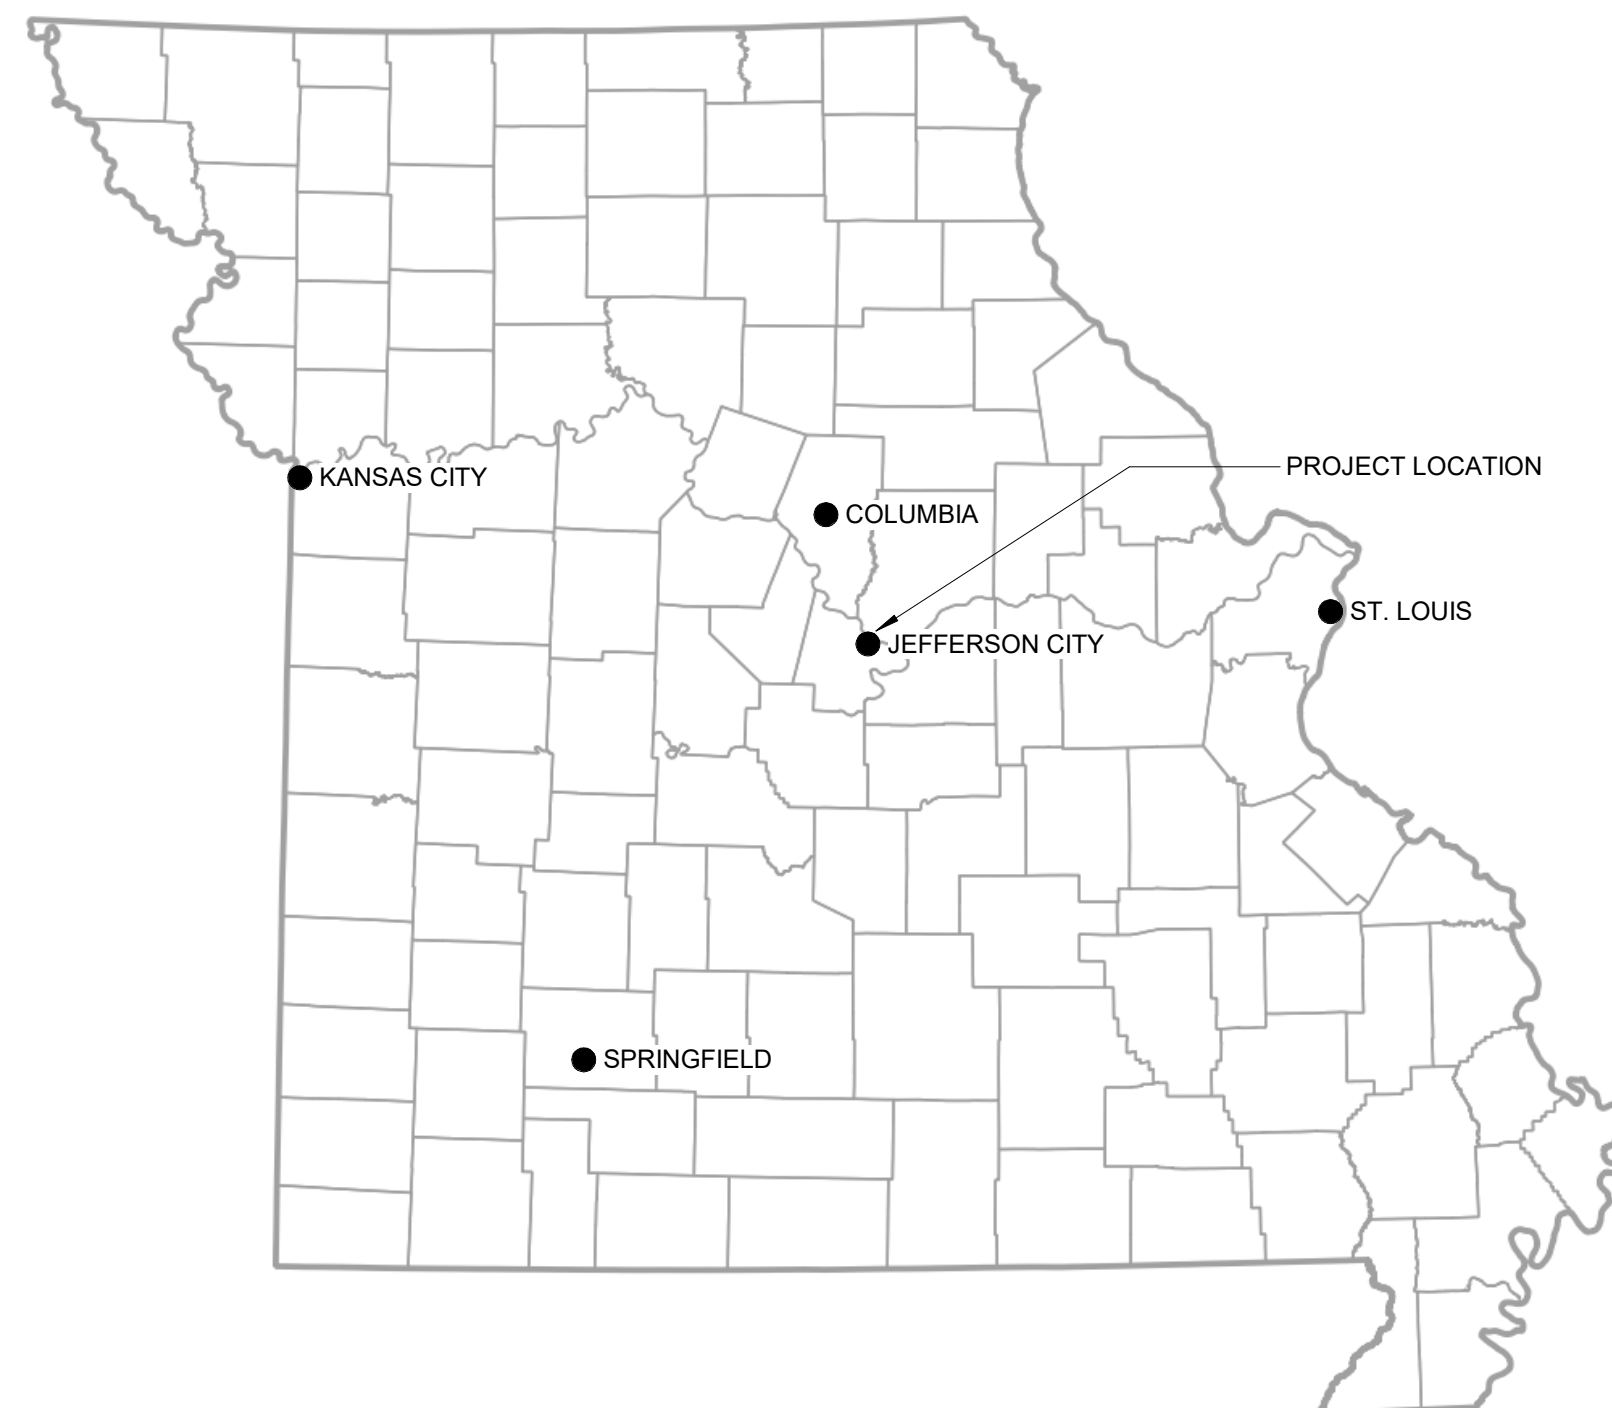 PROJECT LOCATION
KANSAS CITY
COLUMBIA
ST. LOUIS
JEFFERSON CITY
SPRINGFIELD